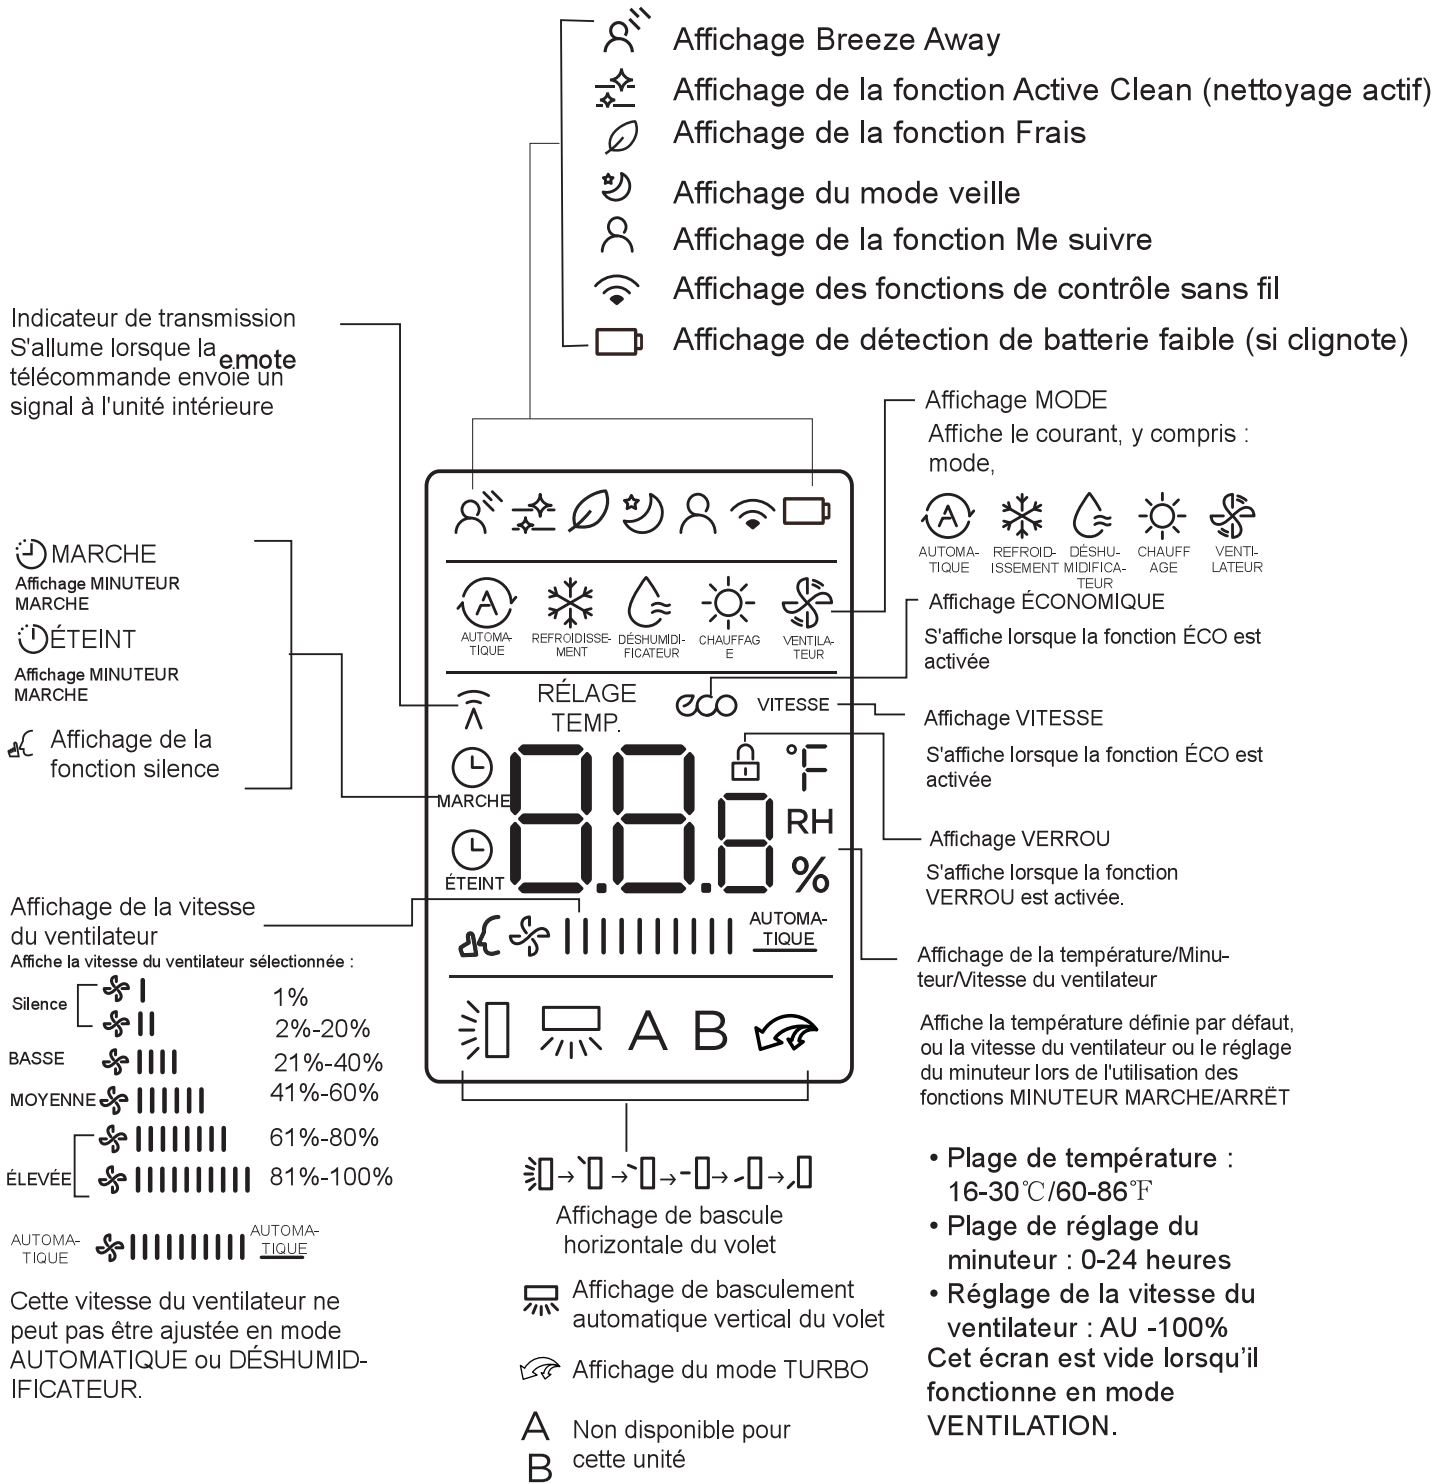 Affichage Breeze Away
Affichage de la fonction Active Clean (nettoyage actif)
Affichage de la fonction Frais
Affichage du mode veille
Affichage de la fonction Me suivre
Affichage des fonctions de contrôle sans fil
Affichage de détection de batterie faible (si clignote)
Indicateur de transmission
S'allume lorsque la
emote
télécommande envoie un
signal à l'unité intérieure
MARCHE
Affichage MINUTEUR
MARCHE
ÉTEINT
Affichage MINUTEUR
MARCHE
Affichage de la
fonction silence
Affichage de la vitesse
du ventilateur
Affiche la vitesse du ventilateur sélectionnée :
Silence
1%
2%-20%
BASSE
21%-40%
MOYENNE
41%-60%
61%-80%
ÉLEVÉE
81%-100%
AUTOMA-
TIQUE
AUTOMA-
TIQUE
Cette vitesse du ventilateur ne
peut pas être ajustée en mode
AUTOMATIQUE ou DÉSHUMID-
IFICATEUR.
A
AUTOMA-
TIQUE
REFROIDISSE-
MENT
DÉSHUMIDI-
FICATEUR
CHAUFFAG
E
VENTILA-
TEUR
RÉLAGE
TEMP.
eco
VITESSE
MARCHE
88.8
°F
RH
%
ÉTEINT
AUTOMA-
TIQUE
A B
Affichage de bascule
horizontale du volet
Affichage de basculement
automatique vertical du volet
Affichage du mode TURBO
A
B
Non disponible pour
cette unité
Affichage MODE
Affiche le courant, y compris :
mode,
A
AUTOMA-
TIQUE
REFROID-
ISSEMENT
DÉSHU-
MIDIFICA-
TEUR
CHAUFF
AGE
VENTI-
LATEUR
Affichage ÉCONOMIQUE
S'affiche lorsque la fonction ÉCO est
activée
Affichage VITESSE
S'affiche lorsque la fonction ÉCO est
activée
Affichage VERROU
S'affiche lorsque la fonction
VERROU est activée.
Affichage de la température/Minu-
teur/Vitesse du ventilateur
Affiche la température définie par défaut,
ou la vitesse du ventilateur ou le réglage
du minuteur lors de l'utilisation des
fonctions MINUTEUR MARCHE/ARRËT
• Plage de température :
16-30℃/60-86℉
• Plage de réglage du
minuteur : 0-24 heures
• Réglage de la vitesse du
ventilateur : AU -100%
Cet écran est vide lorsqu'il
fonctionne en mode
VENTILATION.